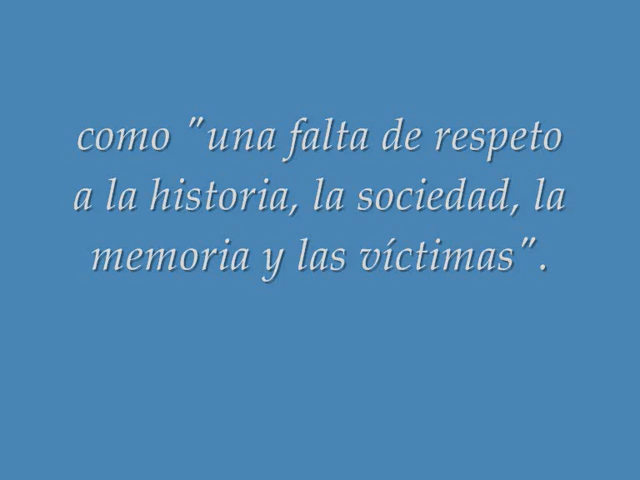 como "una falta de respeto
a la historia, la sociedad, la
memoria y las víctimas".